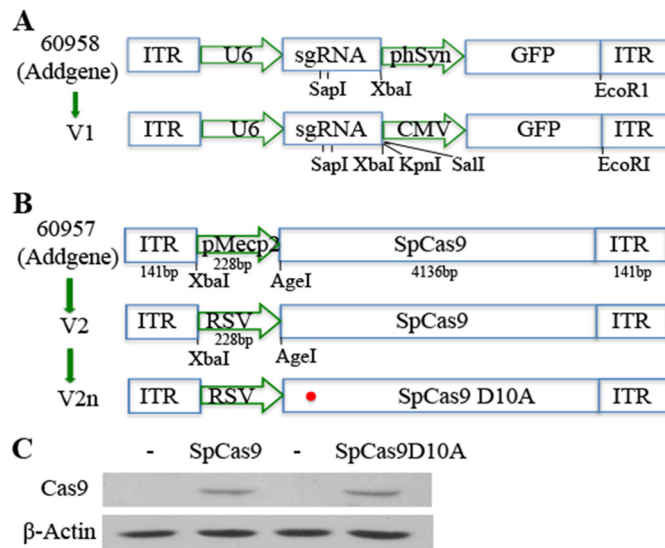 A
60958
(Addgene)
ITR U6 sgRNA phSyn GFP ITR
SapI XbaI EcoR1
V1
ITR U6 sgRNA CMV GFP ITR
SapI XbaI KpnI SalI EcoRI
B
60957
(Addgene)
ITR pMecp2 SpCas9 ITR
141bp 228bp 4136bp 141bp
XbaI AgeI
V2
ITR RSV SpCas9 ITR
228bp
XbaI AgeI
V2n
ITR RSV SpCas9 D10A ITR
C
- SpCas9 - SpCas9D10A
Cas9
β-Actin